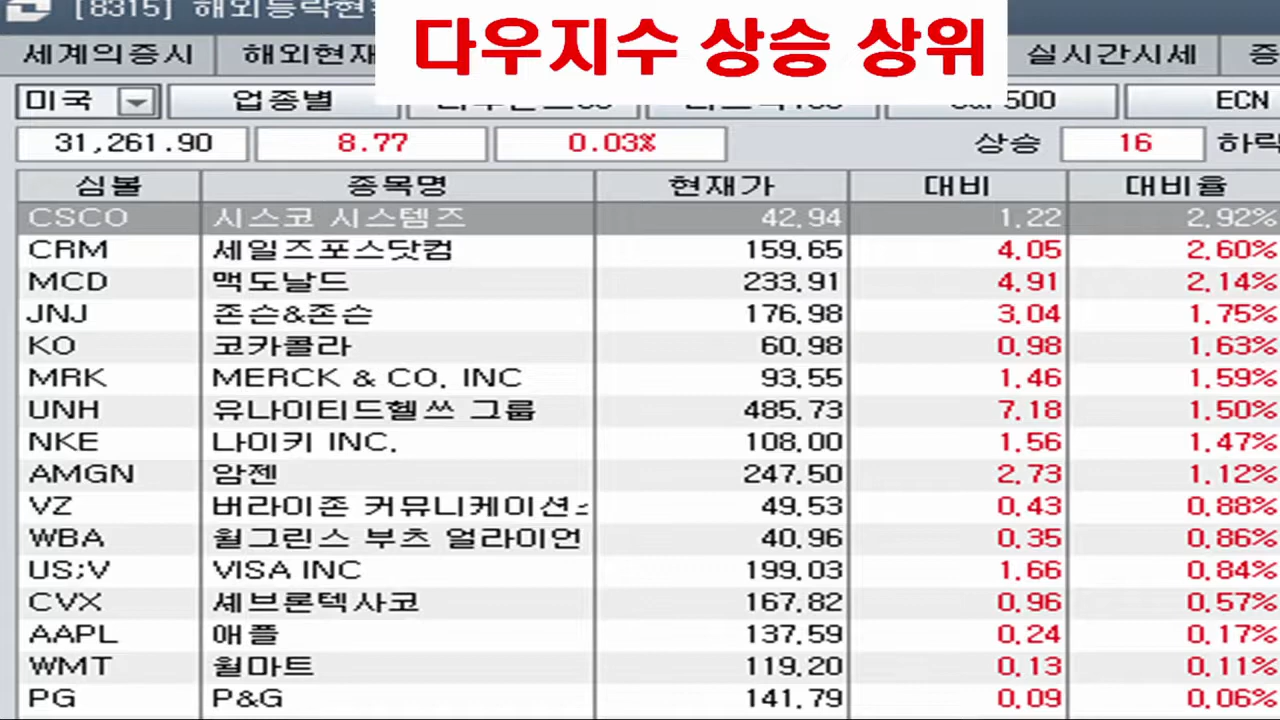 [8315] 해외등락현황
다우지수 상승 상위
세계의증시 해외현재 실시간시세 증
미국 업종별 500 ECN
31,261.90 8.77 0.03% 상승 16 하락
심볼 종목명 현재가 대비 대비율
CSCO 시스코 시스템즈 42.94 1.22 2.92%
CRM 세일즈포스닷컴 159.65 4.05 2.60%
MCD 맥도날드 233.91 4.91 2.14%
JNJ 존슨&존슨 176.98 3.04 1.75%
KO 코카콜라 60.98 0.98 1.63%
MRK MERCK & CO. INC 93.55 1.46 1.59%
UNH 유나이티드헬쓰 그룹 485.73 7.18 1.50%
NKE 나이키 INC. 108.00 1.56 1.47%
AMGN 암젠 247.50 2.73 1.12%
VZ 버라이존 커뮤니케이션 49.53 0.43 0.88%
WBA 월그린스 부츠 얼라이언 40.96 0.35 0.86%
US;V VISA INC 199.03 1.66 0.84%
CVX 셰브론텍사코 167.82 0.96 0.57%
AAPL 애플 137.59 0.24 0.17%
WMT 월마트 119.20 0.13 0.11%
PG P&G 141.79 0.09 0.06%